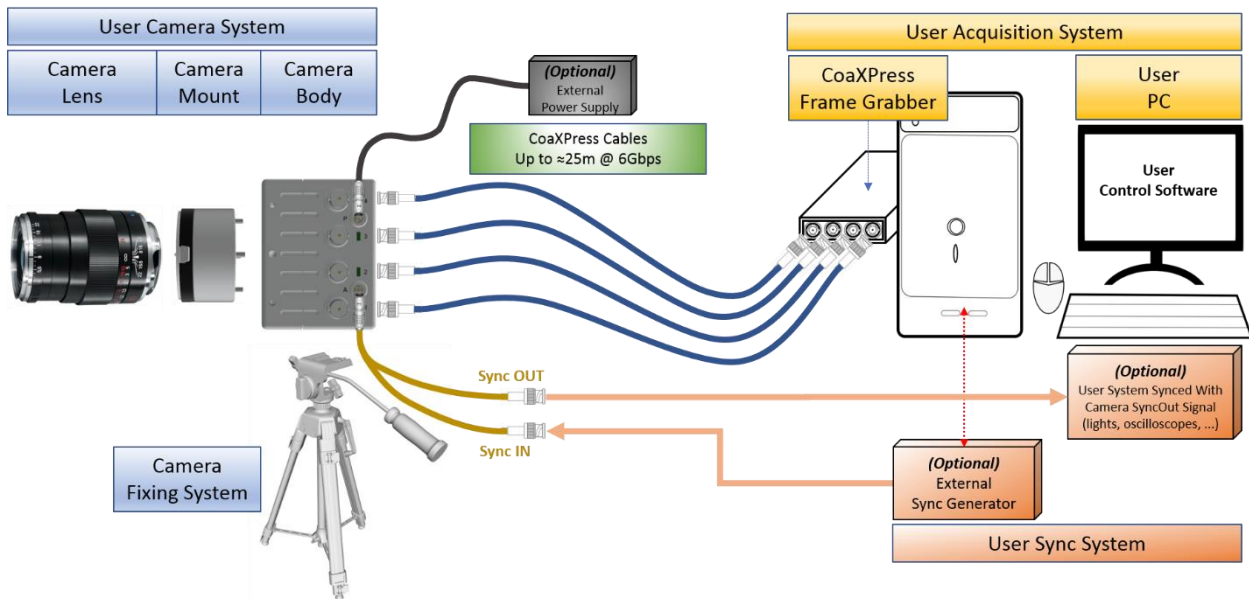 User Camera System
Camera
Lens
Camera
Mount
Camera
Body
(Optional)
External
Power Supply
CoaXPress Cables
Up to ≈25m @ 6Gbps
User Acquisition System
CoaXPress
Frame Grabber
User
PC
User
Control Software
Sync OUT
Sync IN
(Optional)
User System Synced With
Camera SyncOut Signal
(lights, oscilloscopes, ...)
Camera
Fixing System
(Optional)
External
Sync Generator
User Sync System